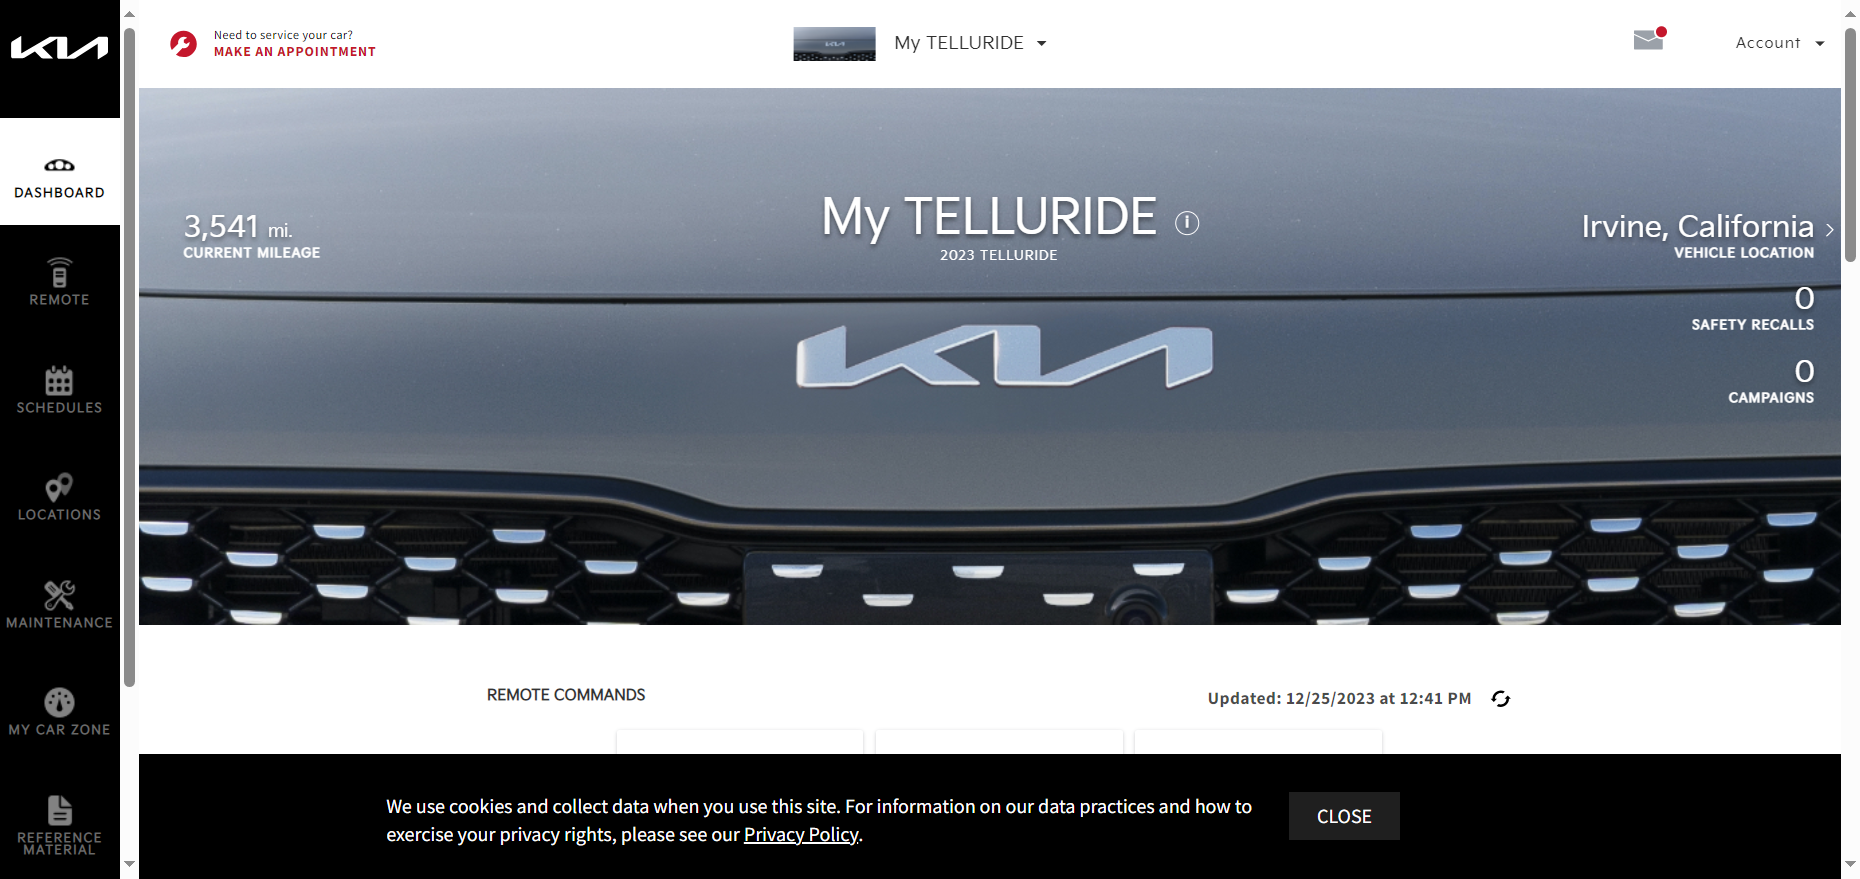 KIA
DASHBOARD
REMOTE
SCHEDULES
LOCATIONS
MAINTENANCE
MY CAR ZONE
REFERENCE
MATERIAL
Need to service your car?
MAKE AN APPOINTMENT
My TELLURIDE
Account
3,541 mi.
CURRENT MILEAGE
My TELLURIDE
2023 TELLURIDE
Irvine, California
VEHICLE LOCATION
0
SAFETY RECALLS
0
CAMPAIGNS
KIA
REMOTE COMMANDS
Updated: 12/25/2023 at 12:41 PM
We use cookies and collect data when you use this site. For information on our data practices and how to
exercise your privacy rights, please see our Privacy Policy.
CLOSE